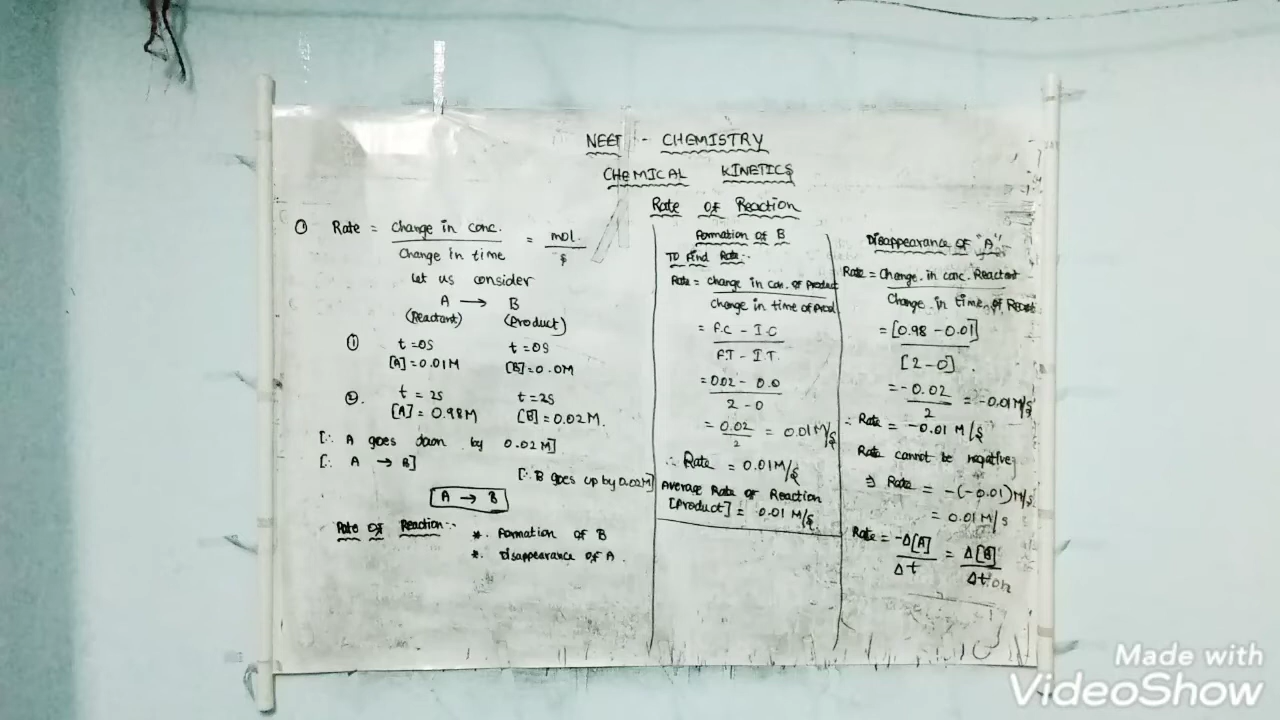 NEET - CHEMISTRY
CHEMICAL KINETICS
Rate of Reaction
① Rate = Change in conc. / Change in time = mol. / s
Let us consider
A → B
(Reactant) (Product)
① t = 0s t = 0s
[A] = 0.01M [B] = 0.0M
②. t = 2s t = 2s
[A] = 0.98M [B] = 0.02M.
[∵ A goes down by 0.02M]
[∵ A → B]
[∵ B goes up by 0.02M]
[A → B]
Rate of Reaction:-
*. Formation of B
*. Disappearance of A.
Formation of B
To Find Rate:-
Rate = Change in con. of Product / Change in time of Prod
= F.C - I.C / F.T - I.T.
= 0.02 - 0.0 / 2 - 0
= 0.02 / 2 = 0.01M/s
∴ Rate = 0.01M/s
Average Rate of Reaction
[Product] = 0.01 M/s
Disappearance of "A"
Rate = Change in conc. Reactant / Change in time of
= [0.98 - 0.01] / [2 - 0]
= -0.02 / 2 = -0.01M/s
∴ Rate = -0.01 M/s
Rate cannot be negative
⇒ Rate = -(-0.01)M/s
= 0.01M/s
Rate = -Δ[A] / Δt = Δ[B] / Δt
Made with
VideoShow